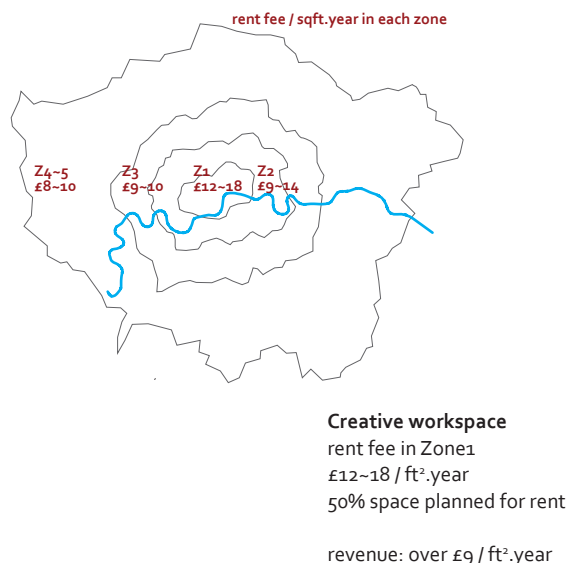 rent fee / sqft.year in each zone
Z4~5
£8~10
Z3
£9~10
Z1
£12~18
Z2
£9~14
Creative workspace
rent fee in Zone1
£12~18 / ft².year
50% space planned for rent
revenue: over £9 / ft².year